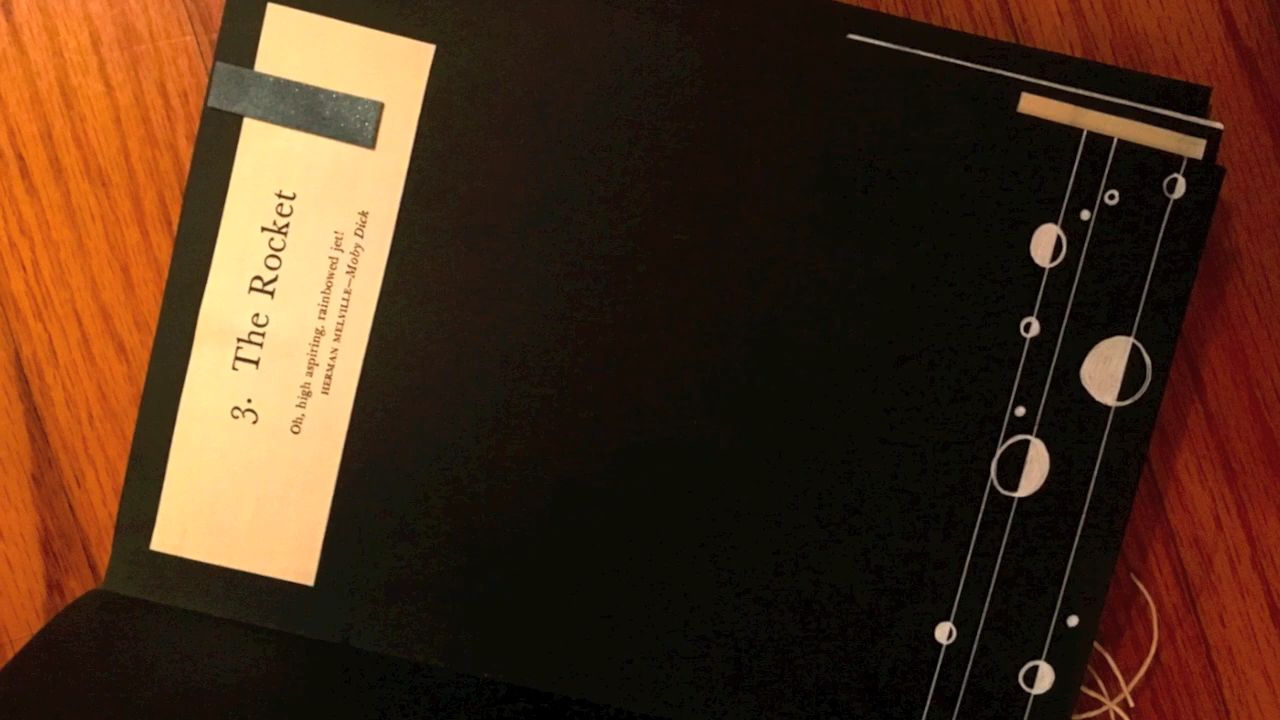 3. The Rocket
Oh, high aspiring, rainbowed jet!
HERMAN MELVILLE—Moby Dick